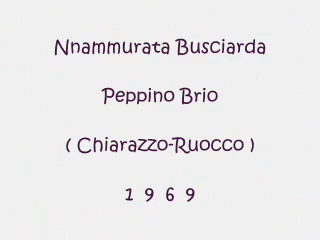 Nnammurata Busciarda
Peppino Brio
( Chiarazzo-Ruocco )
1 9 6 9